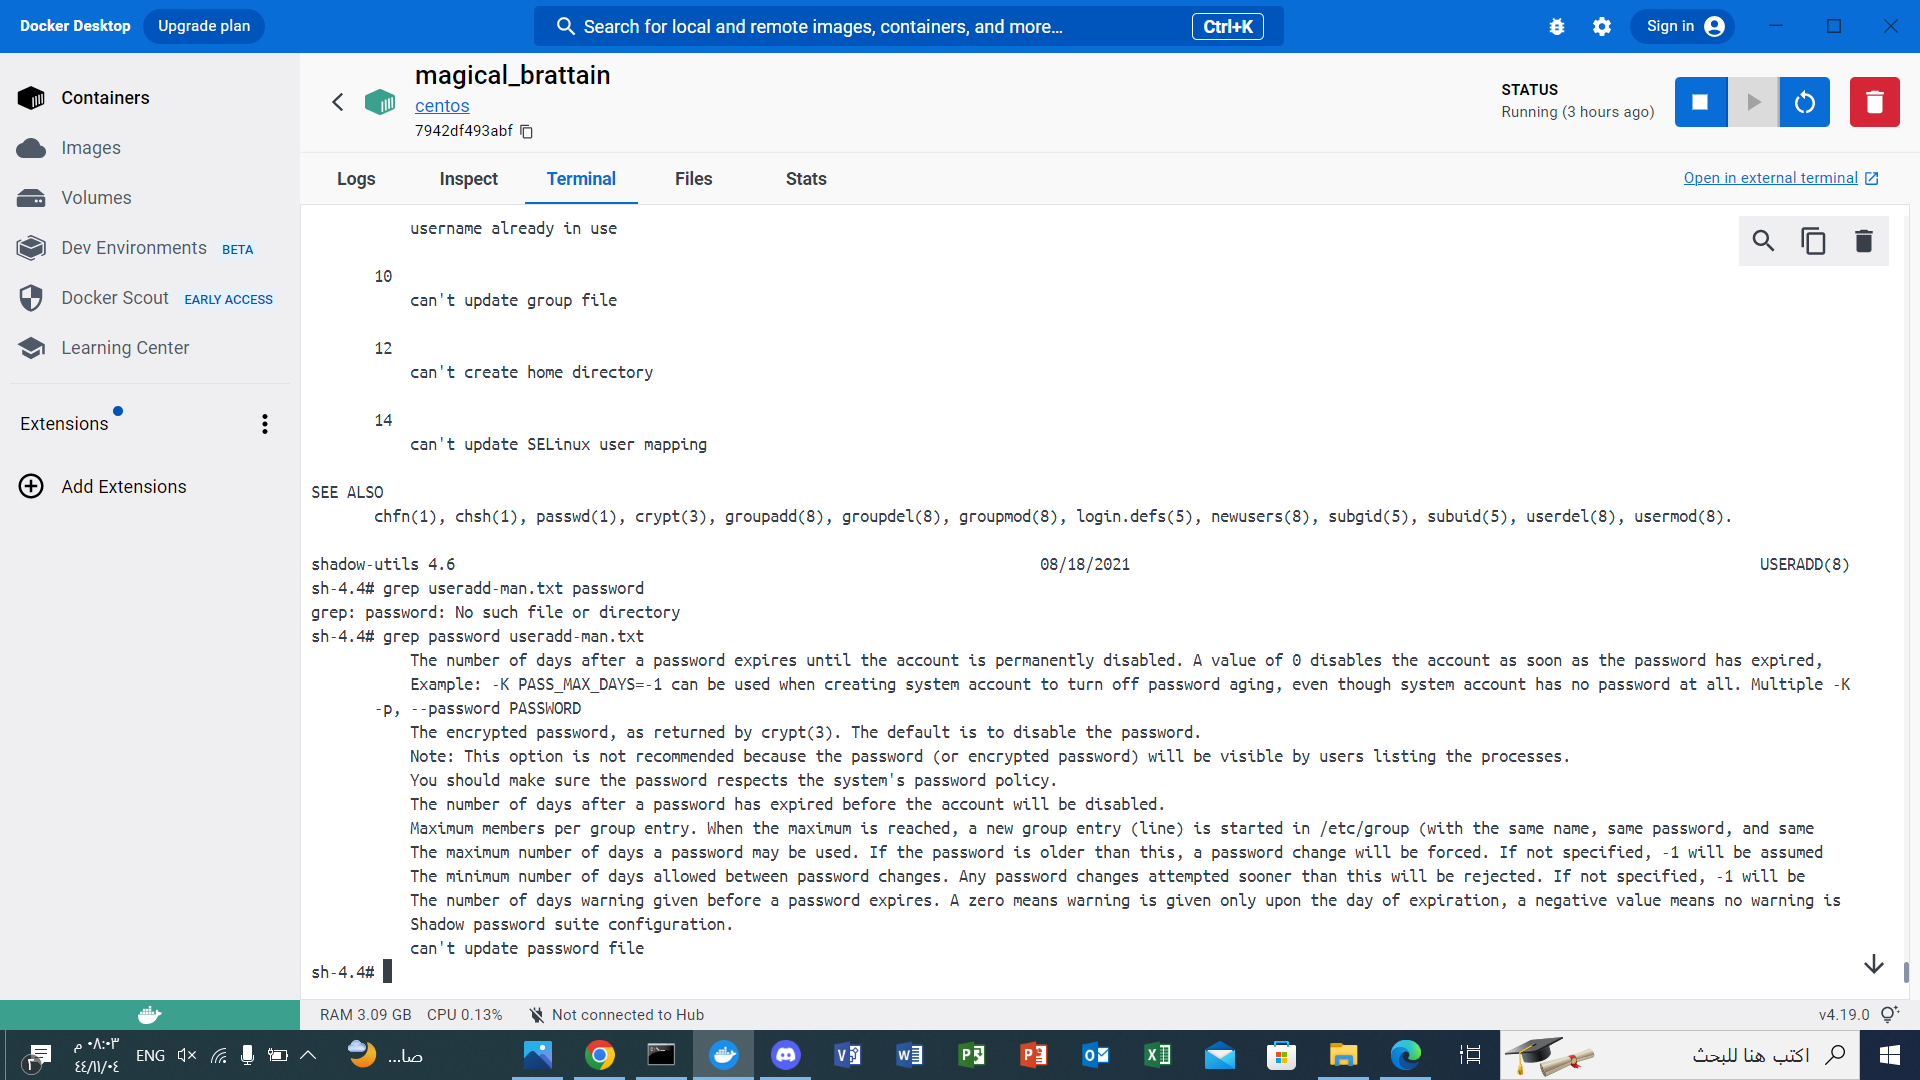 Docker Desktop
Upgrade plan
Search for local and remote images, containers, and more...
Ctrl+K
Sign in
Containers
Images
Volumes
Dev Environments BETA
Docker Scout EARLY ACCESS
Learning Center
Extensions
Add Extensions
magical_brattain
centos
7942df493abf
STATUS
Running (3 hours ago)
Logs
Inspect
Terminal
Files
Stats
Open in external terminal
username already in use
10
can't update group file
12
can't create home directory
14
can't update SELinux user mapping
SEE ALSO
chfn(1), chsh(1), passwd(1), crypt(3), groupadd(8), groupdel(8), groupmod(8), login.defs(5), newusers(8), subgid(5), subuid(5), userdel(8), usermod(8).
shadow-utils 4.6 08/18/2021 USERADD(8)
sh-4.4# grep useradd-man.txt password
grep: password: No such file or directory
sh-4.4# grep password useradd-man.txt
The number of days after a password expires until the account is permanently disabled. A value of 0 disables the account as soon as the password has expired,
Example: -K PASS_MAX_DAYS=-1 can be used when creating system account to turn off password aging, even though system account has no password at all. Multiple -K
-p, --password PASSWORD
The encrypted password, as returned by crypt(3). The default is to disable the password.
Note: This option is not recommended because the password (or encrypted password) will be visible by users listing the processes.
You should make sure the password respects the system's password policy.
The number of days after a password has expired before the account will be disabled.
Maximum members per group entry. When the maximum is reached, a new group entry (line) is started in /etc/group (with the same name, same password, and same
The maximum number of days a password may be used. If the password is older than this, a password change will be forced. If not specified, -1 will be assumed
The minimum number of days allowed between password changes. Any password changes attempted sooner than this will be rejected. If not specified, -1 will be
The number of days warning given before a password expires. A zero means warning is given only upon the day of expiration, a negative value means no warning is
Shadow password suite configuration.
can't update password file
sh-4.4#
RAM 3.09 GB CPU 0.13% Not connected to Hub
v4.19.0
٠٨:٠٣ م
٤٤/١١/٠٤
ENG
صا...
اكتب هنا للبحث